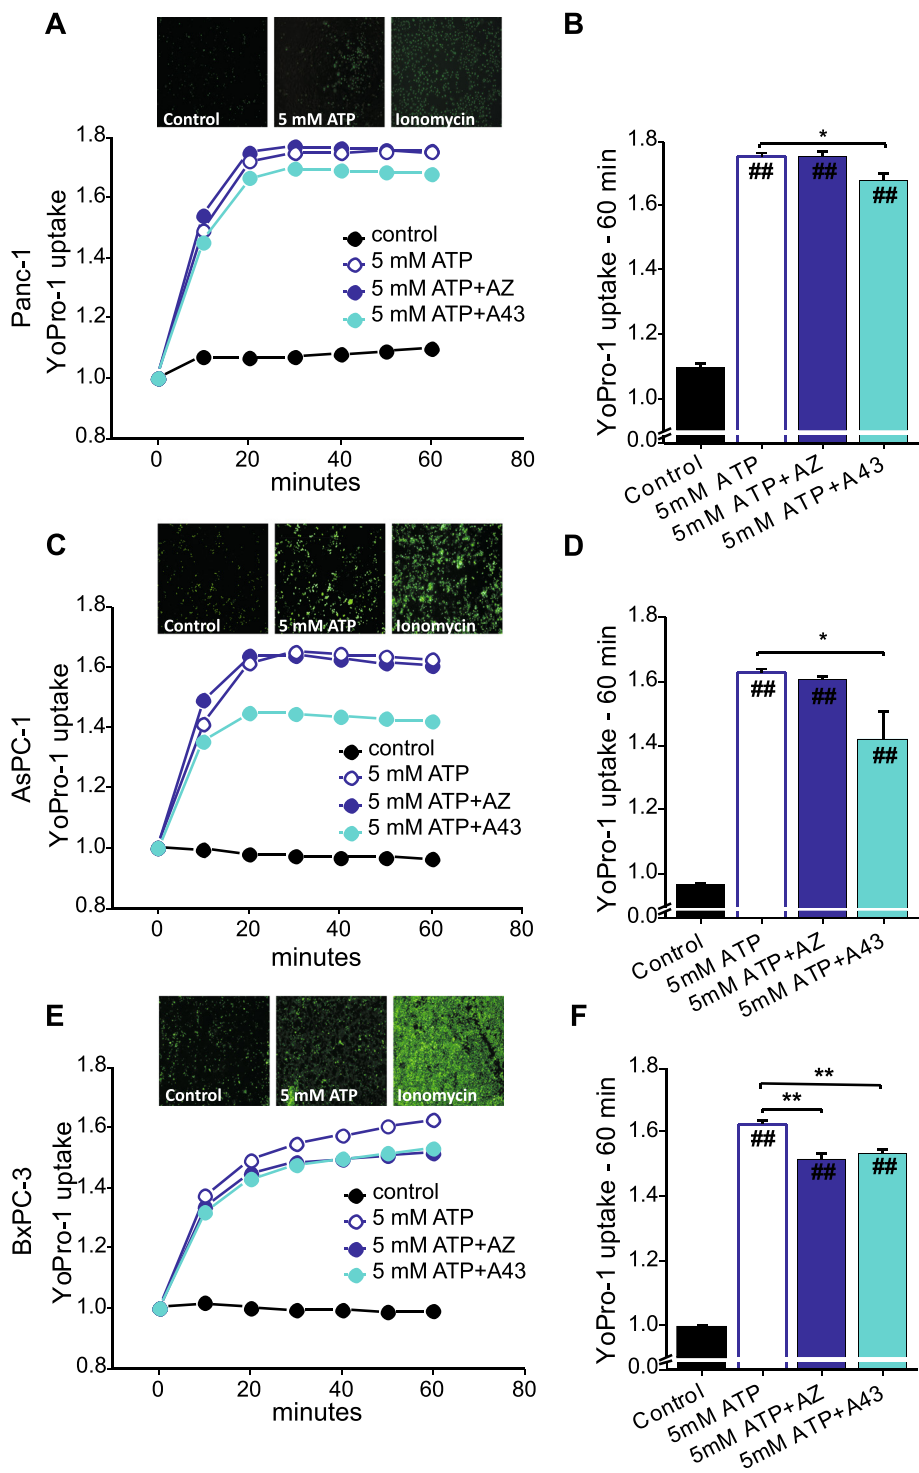 A
Control
5 mM ATP
Ionomycin
Panc-1
YoPro-1 uptake
1.8
1.6
1.4
1.2
1.0
0.8
control
5 mM ATP
5 mM ATP+AZ
5 mM ATP+A43
0
20
40
60
80
minutes
B
YoPro-1 uptake - 60 min
1.8
1.6
1.4
1.2
1.0
0.0
*
##
##
##
Control
5mM ATP
5mM ATP+AZ
5mM ATP+A43
C
Control
5 mM ATP
Ionomycin
AsPC-1
YoPro-1 uptake
1.8
1.6
1.4
1.2
1.0
0.8
control
5 mM ATP
5 mM ATP+AZ
5 mM ATP+A43
0
20
40
60
80
minutes
D
YoPro-1 uptake - 60 min
1.8
1.6
1.4
1.2
1.0
0.0
*
##
##
##
Control
5mM ATP
5mM ATP+AZ
5mM ATP+A43
E
Control
5 mM ATP
Ionomycin
BxPC-3
YoPro-1 uptake
1.8
1.6
1.4
1.2
1.0
0.8
control
5 mM ATP
5 mM ATP+AZ
5 mM ATP+A43
0
20
40
60
80
minutes
F
YoPro-1 uptake - 60 min
1.8
1.6
1.4
1.2
1.0
0.0
**
**
##
##
##
Control
5mM ATP
5mM ATP+AZ
5mM ATP+A43